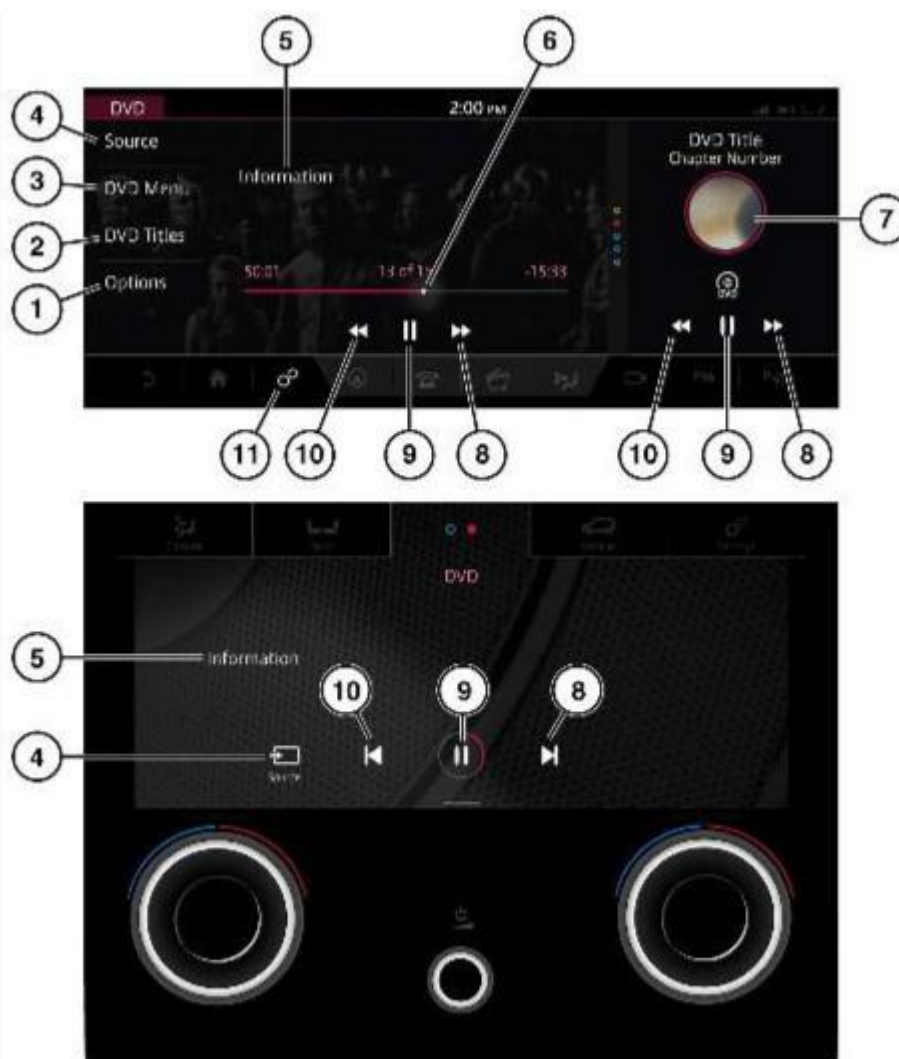 5
6
DVD
2:00 PM
4
Source
DVD Title
Chapter Number
3
DVD Menu
Information
7
2
DVD Titles
50:01
-15:33
1
Options
DVD
11
10
9
8
10
9
8
DVD
5
Information
10
9
8
4
Source